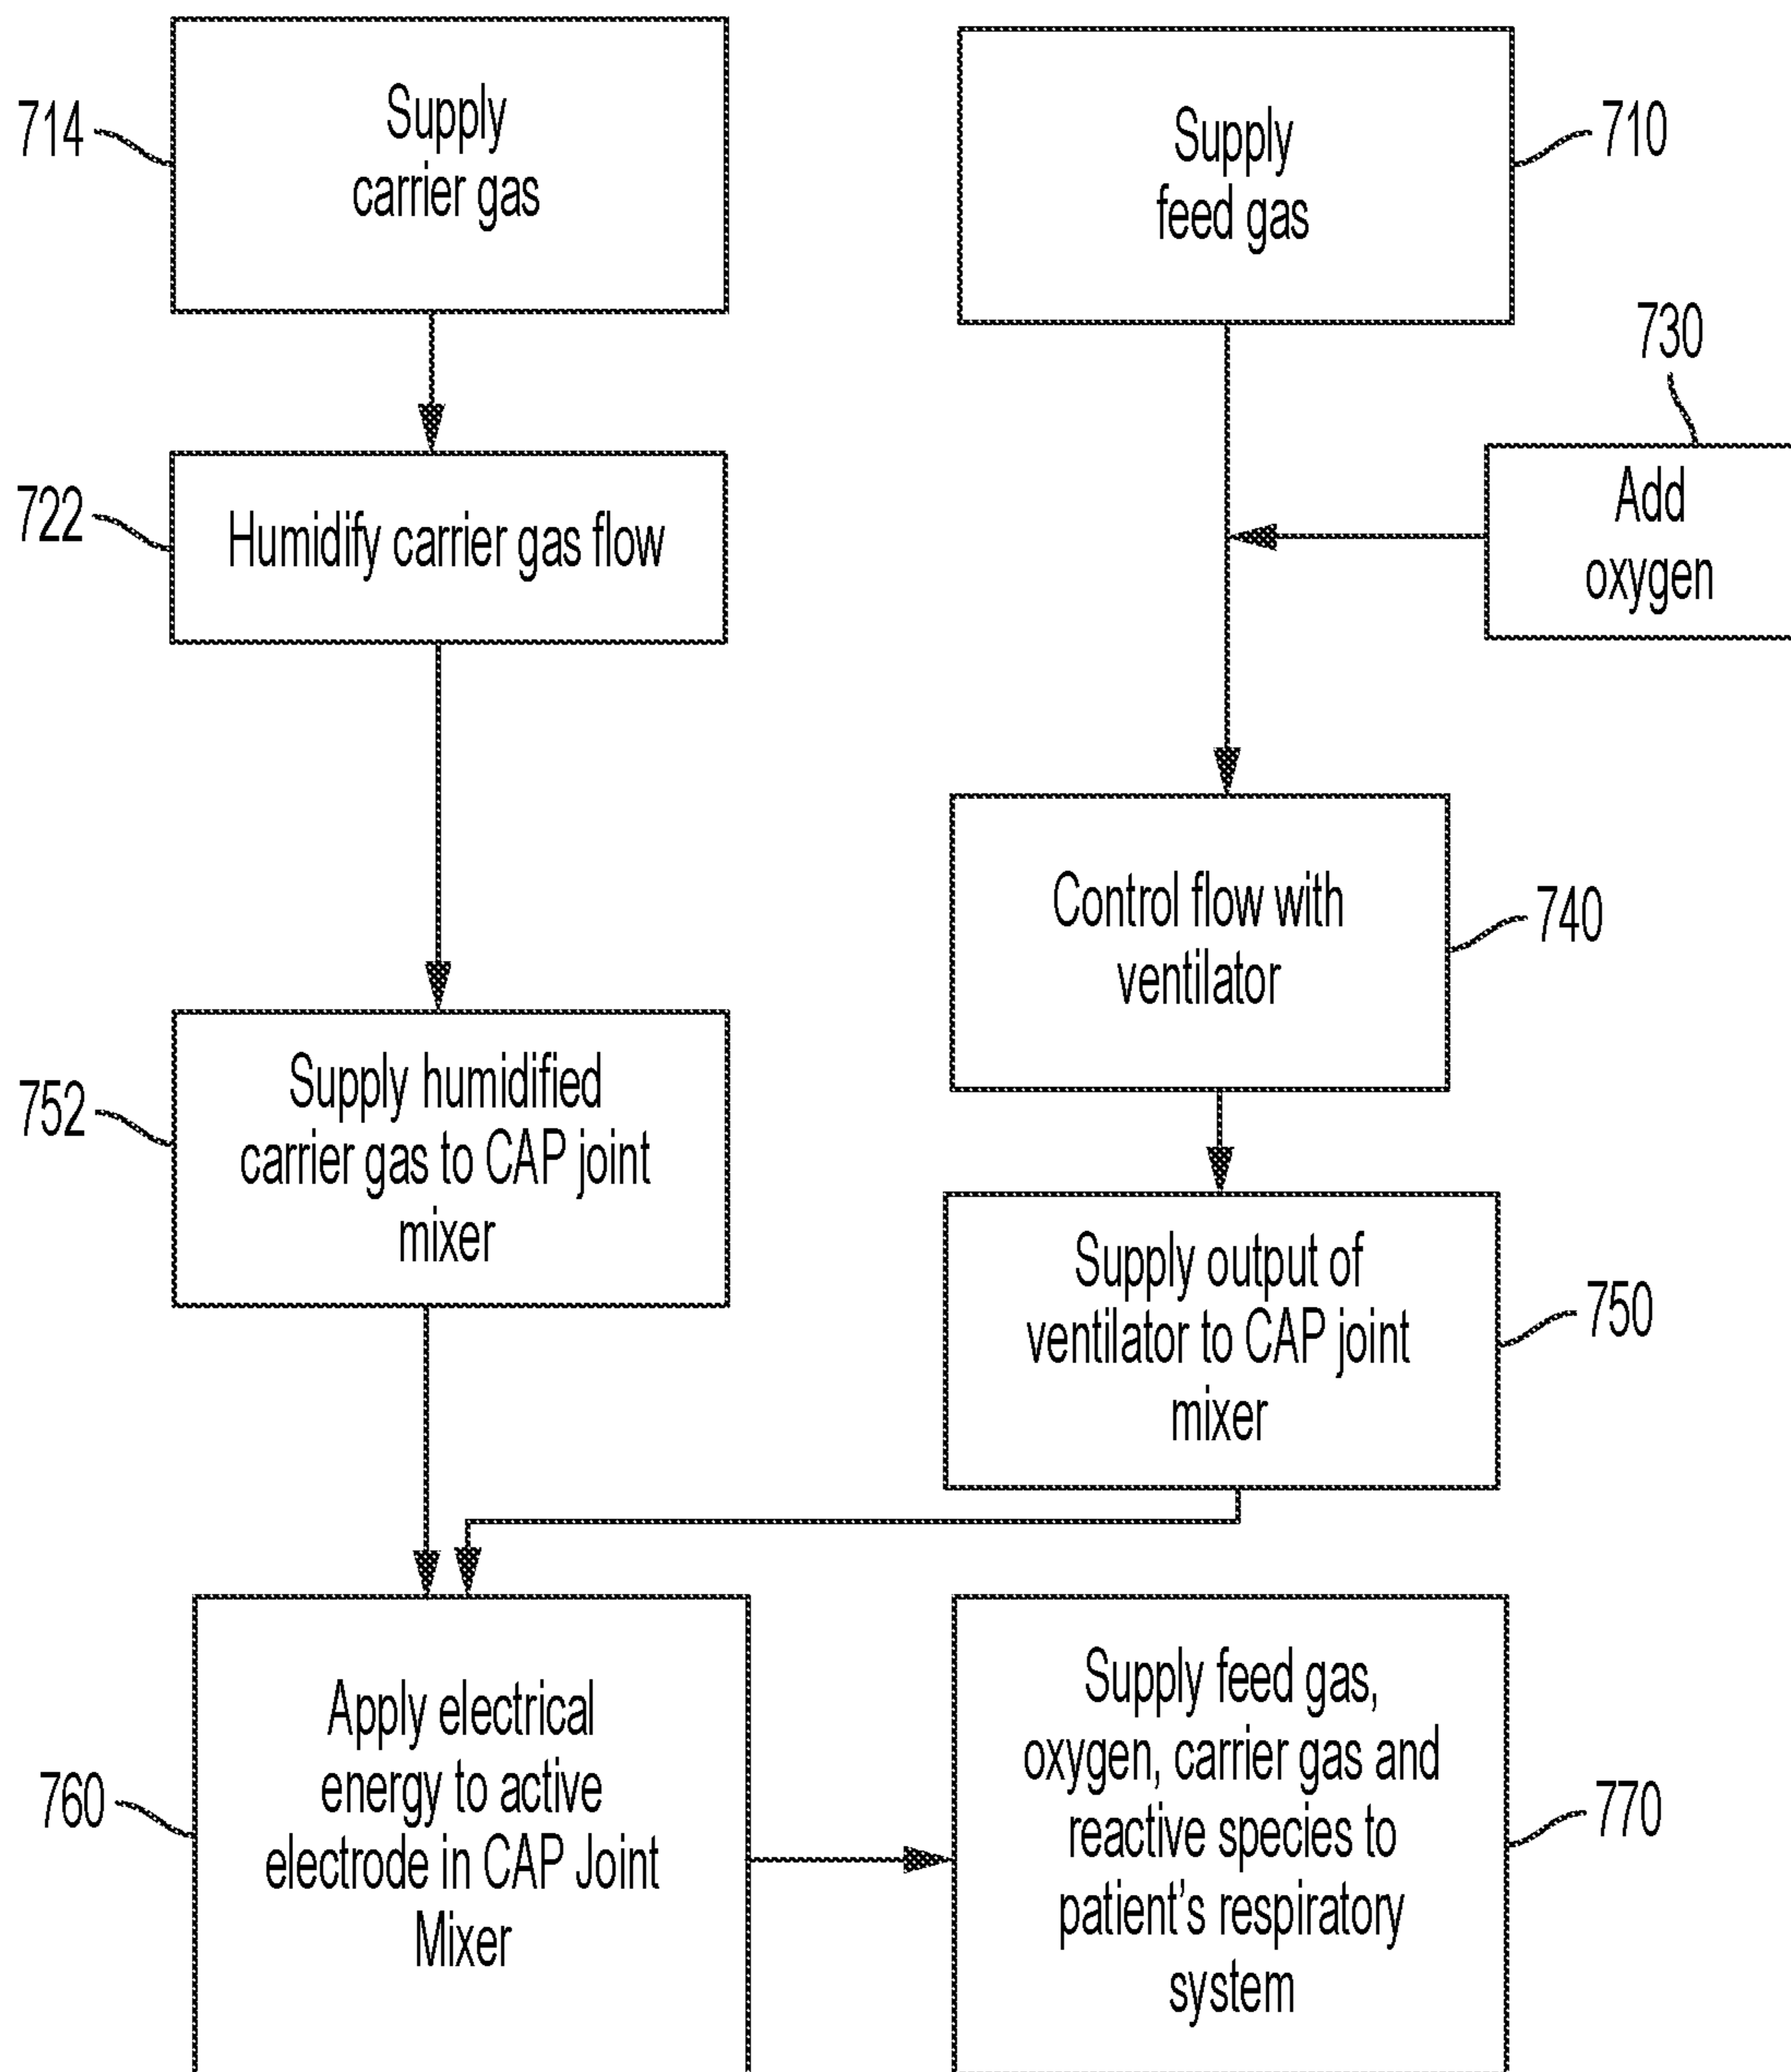 714
Supply
carrier gas
Supply
feed gas
710
730
Add
oxygen
722
Humidify carrier gas flow
Control flow with
ventilator
740
752
Supply humidified
carrier gas to CAP joint
mixer
Supply output of
ventilator to CAP joint
mixer
750
760
Apply electrical
energy to active
electrode in CAP Joint
Mixer
Supply feed gas,
oxygen, carrier gas and
reactive species to
patient's respiratory
system
770